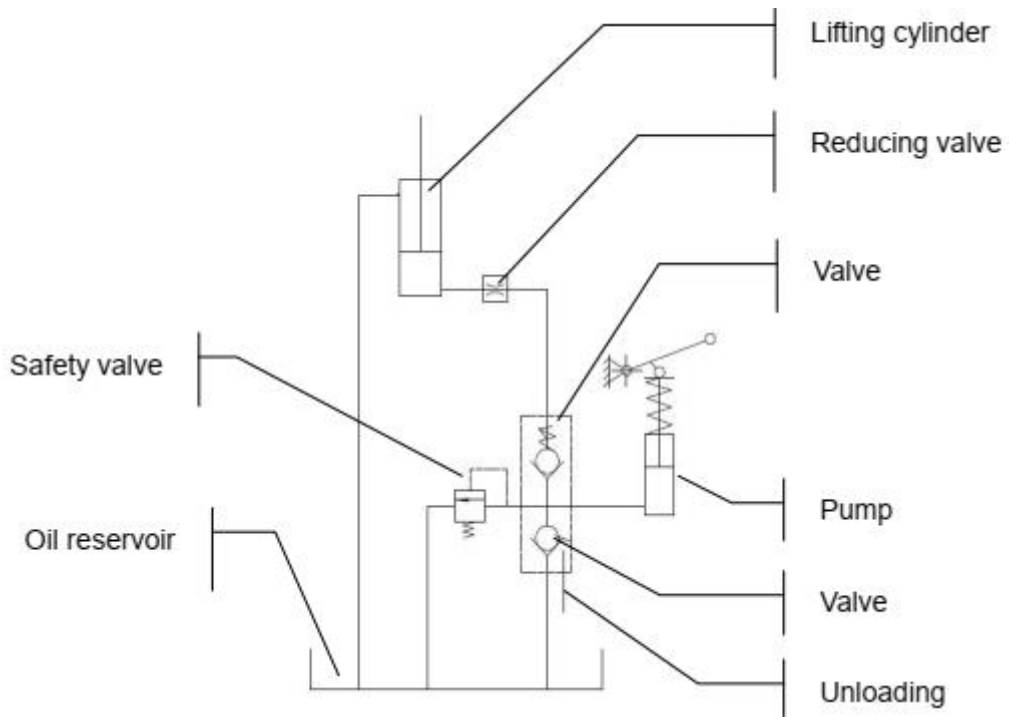 Lifting cylinder
Reducing valve
Valve
Safety valve
Pump
Oil reservoir
Valve
Unloading